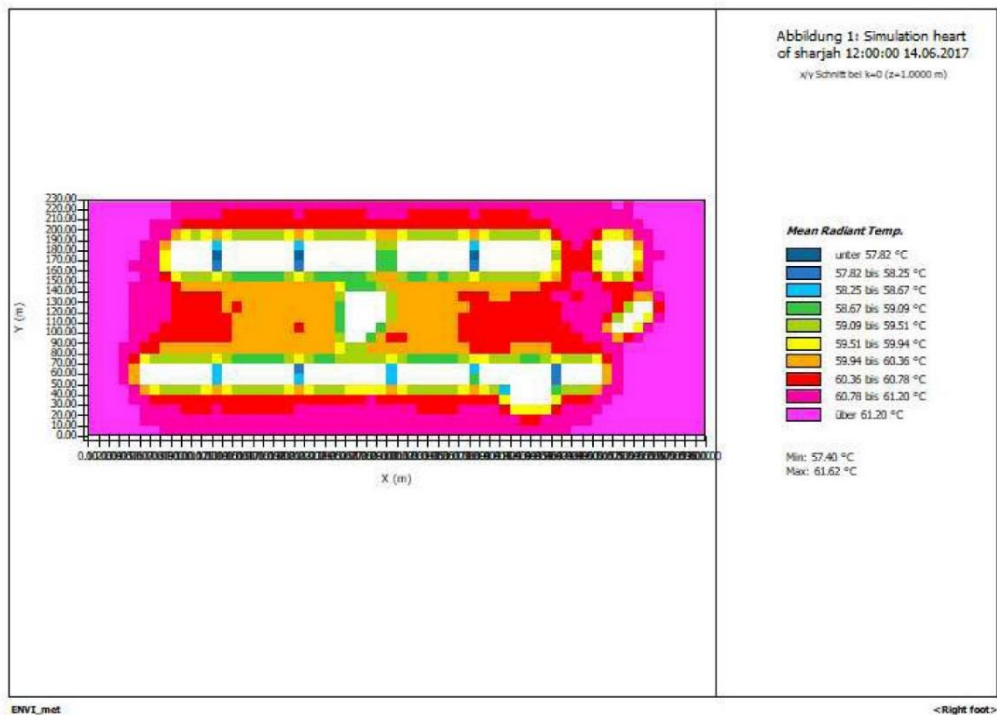 Abbildung 1: Simulation heart
of sharjah 12:00:00 14.06.2017
x/y Schnitt bei k=0 (z=1.0000 m)
230.00
220.00
210.00
200.00
190.00
180.00
170.00
160.00
150.00
140.00
130.00
120.00
110.00
100.00
90.00
80.00
70.00
60.00
50.00
40.00
30.00
20.00
10.00
0.00
Y (m)
X (m)
Mean Radiant Temp.
unter 57.82 °C
57.82 bis 58.25 °C
58.25 bis 58.67 °C
58.67 bis 59.09 °C
59.09 bis 59.51 °C
59.51 bis 59.94 °C
59.94 bis 60.36 °C
60.36 bis 60.78 °C
60.78 bis 61.20 °C
über 61.20 °C
Min: 57.40 °C
Max: 61.62 °C
ENVI_met
<Right foot>